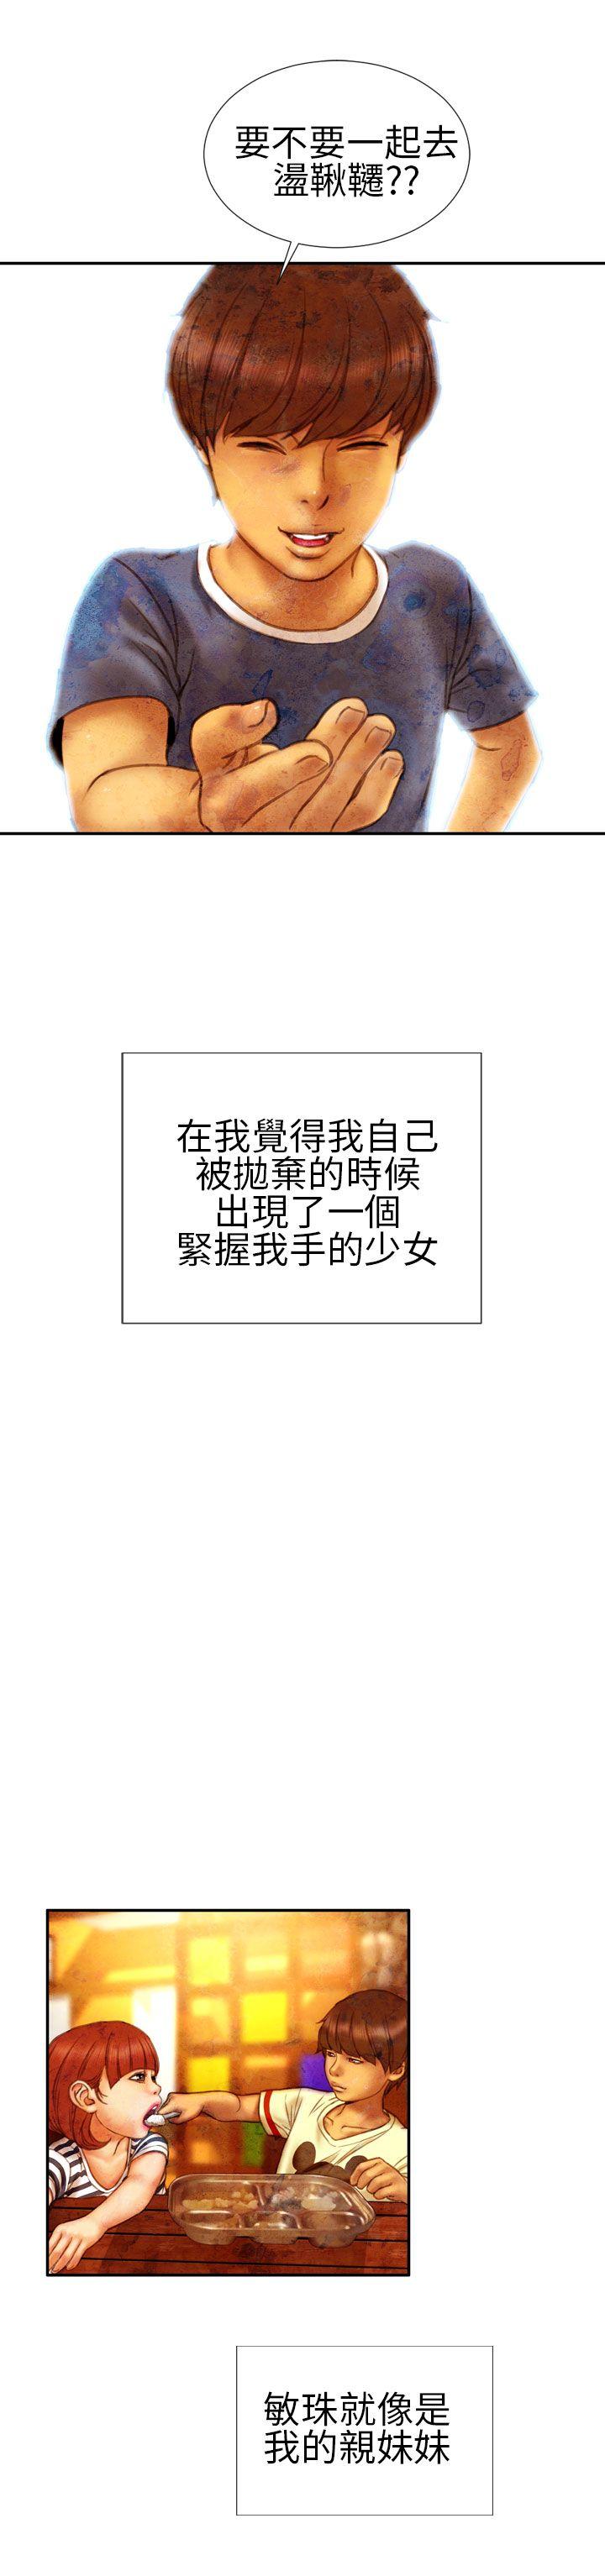 要不要一起去
盪鞦韆??
在我覺得我自己
被拋棄的時候
出現了一個
緊握我手的少女
敏珠就像是
我的親妹妹